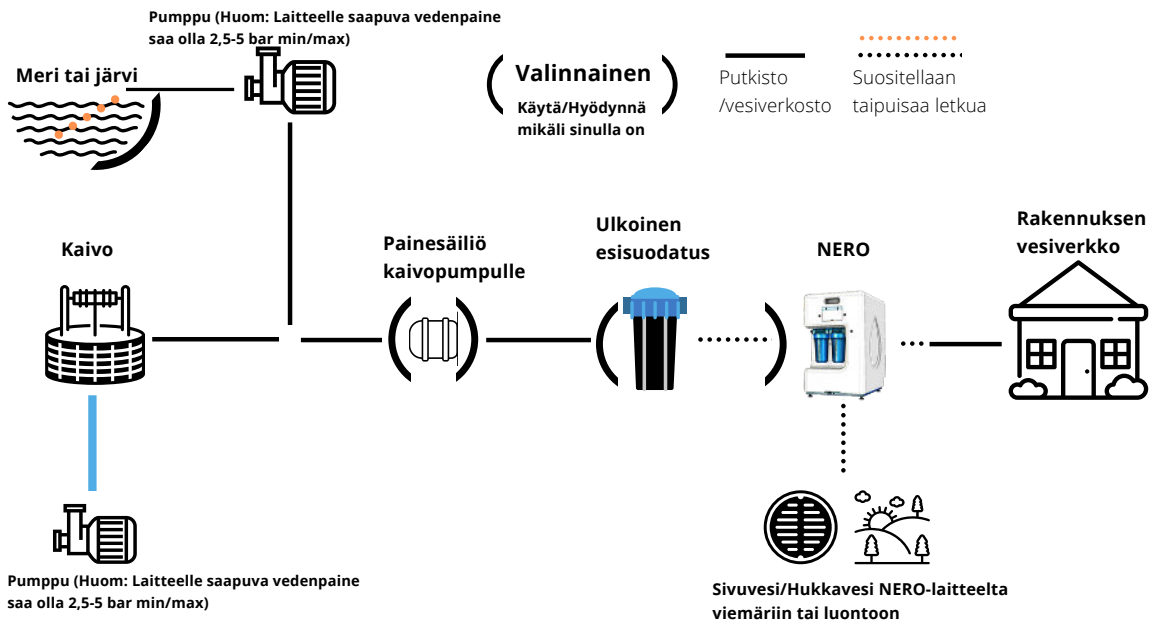 Pumppu (Huom: Laitteelle saapuva vedenpaine
saa olla 2,5-5 bar min/max)
Meri tai järvi
Valinnainen
Käytä/Hyödynnä
mikäli sinulla on
Putkisto
/vesiverkosto
Suositellaan
taipuisaa letkua
Kaivo
Painesäiliö
kaivopumpulle
Ulkoinen
esisuodatus
NERO
Rakennuksen
vesiverkko
Pumppu (Huom: Laitteelle saapuva vedenpaine
saa olla 2,5-5 bar min/max)
Sivuvesi/Hukkavesi NERO-laitteelta
viemäriin tai luontoon